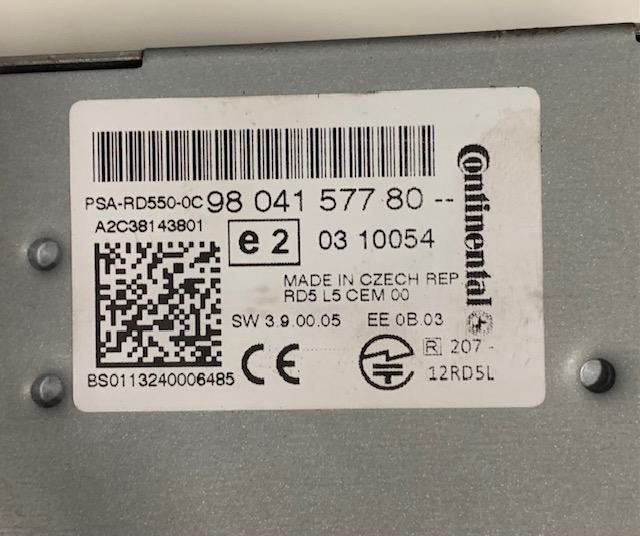 PSA-RD550-0C 98 041 577 80 --
A2C38143801
e 2 03 10054
MADE IN CZECH REP
RD5 L5 CEM 00
SW 3.9.00.05 EE 0B.03
BS0113240006485
CE
R 207-
12RD5L
Continental